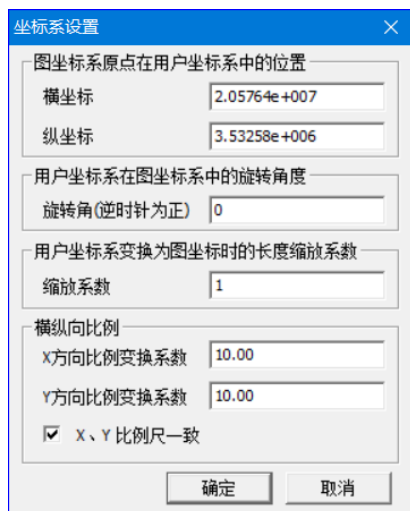 坐标系设置
图坐标系原点在用户坐标系中的位置
横坐标 2.05764e+007
纵坐标 3.53258e+006
用户坐标系在图坐标系中的旋转角度
旋转角(逆时针为正) 0
用户坐标系变换为图坐标时的长度缩放系数
缩放系数 1
横纵向比例
X方向比例变换系数 10.00
Y方向比例变换系数 10.00
X、Y 比例尺一致
确定 取消